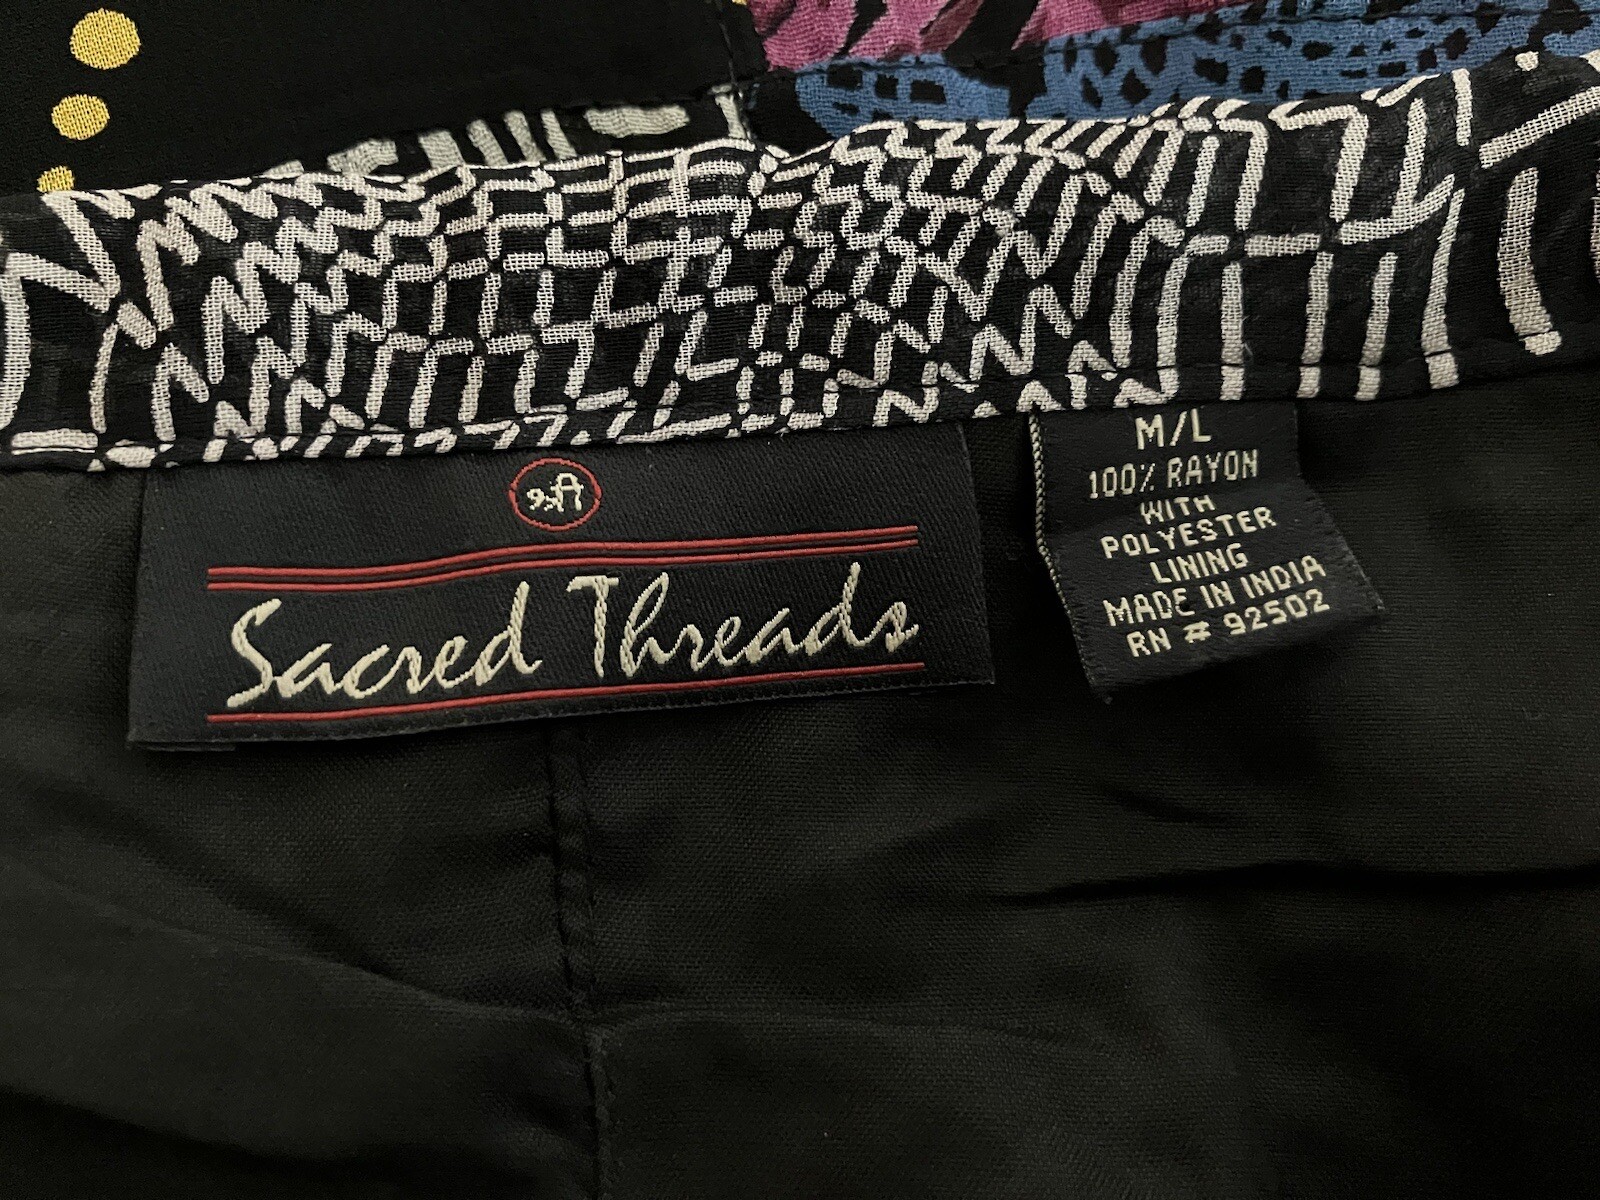 Sacred Threads
M/L
100% RAYON
WITH
POLYESTER
LINING
MADE IN INDIA
RN # 92502